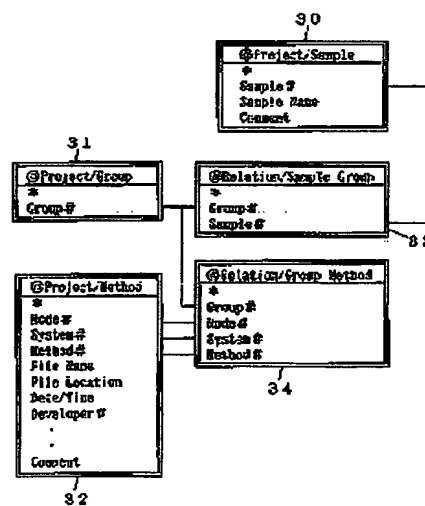 30
@Project/Sample
*
Sample#
Sample Name
Comment
31
@Project/Group
*
Group#
@Relation/Sample Group
*
Group#
Sample#
33
@Project/Method
*
Node#
System#
Method#
File Name
File Location
Date/Time
Developer#
.
.
Comment
32
@Relation/Group Method
*
Group#
Node#
System#
Method#
34